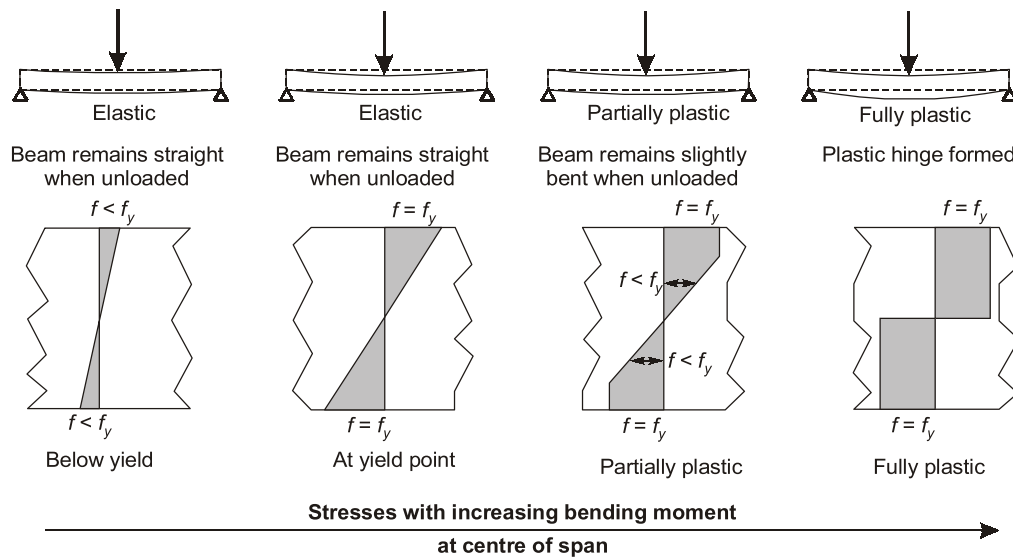 Elastic
Elastic
Partially plastic
Fully plastic
Beam remains straight
when unloaded
Beam remains straight
when unloaded
Beam remains slightly
bent when unloaded
Plastic hinge formed
f < fy
f = fy
f = fy
f = fy
f < fy
f < fy
f < fy
f = fy
f = fy
f = fy
Below yield
At yield point
Partially plastic
Fully plastic
Stresses with increasing bending moment
at centre of span